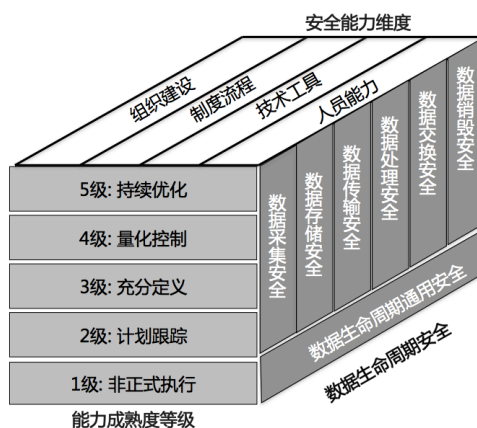 安全能力维度
组织建设
制度流程
技术工具
人员能力
5级: 持续优化
4级: 量化控制
3级: 充分定义
2级: 计划跟踪
1级: 非正式执行
能力成熟度等级
数据采集安全
数据存储安全
数据传输安全
数据处理安全
数据交换安全
数据销毁安全
数据生命周期通用安全
数据生命周期安全